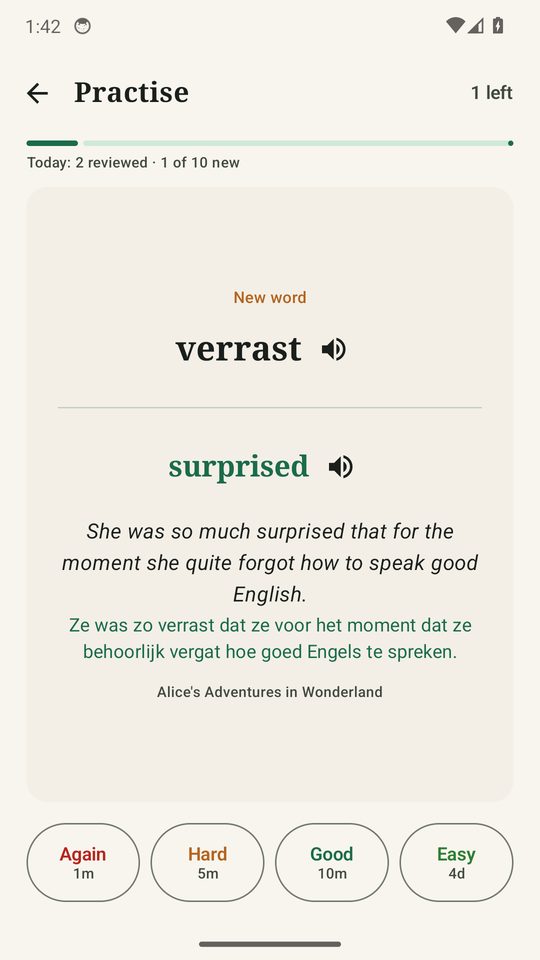 1:42
Practise
1 left
Today: 2 reviewed · 1 of 10 new
New word
verrast
surprised
She was so much surprised that for the
moment she quite forgot how to speak good
English.
Ze was zo verrast dat ze voor het moment dat ze
behoorlijk vergat hoe goed Engels te spreken.
Alice's Adventures in Wonderland
Again
1m
Hard
5m
Good
10m
Easy
4d